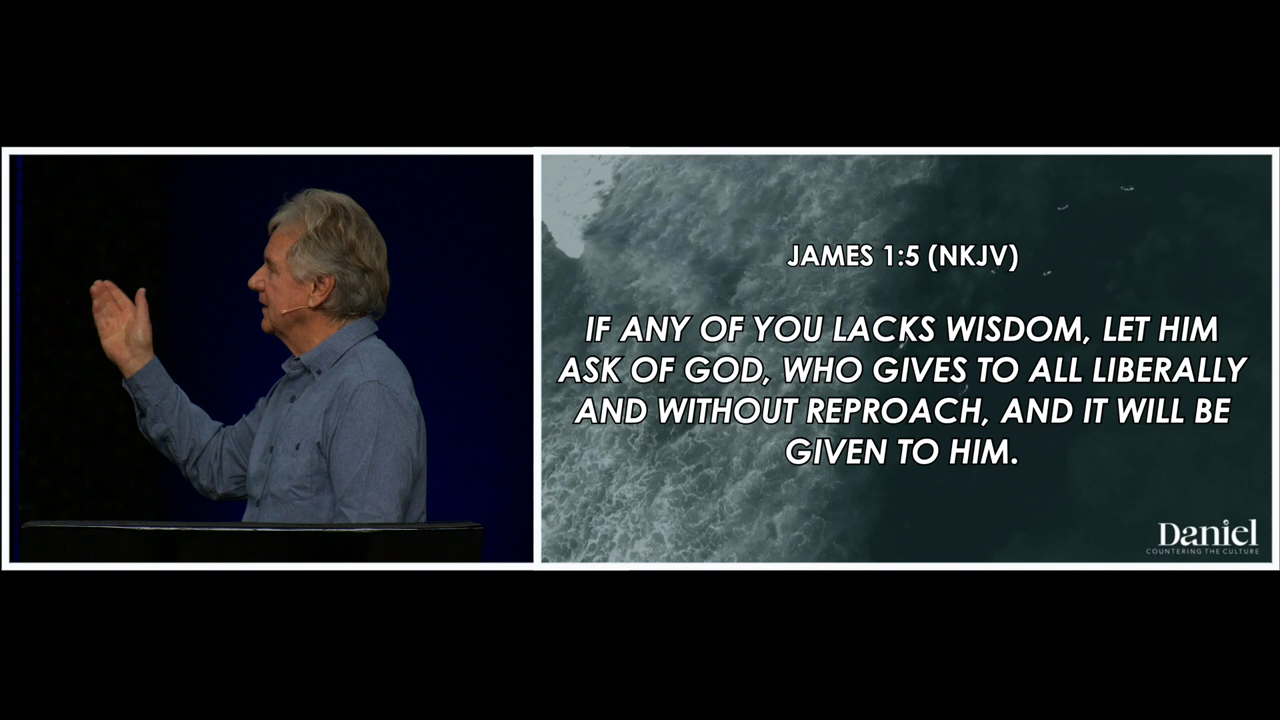 JAMES 1:5 (NKJV)
IF ANY OF YOU LACKS WISDOM, LET HIM
ASK OF GOD, WHO GIVES TO ALL LIBERALLY
AND WITHOUT REPROACH, AND IT WILL BE
GIVEN TO HIM.
Daniel
COUNTERING THE CULTURE